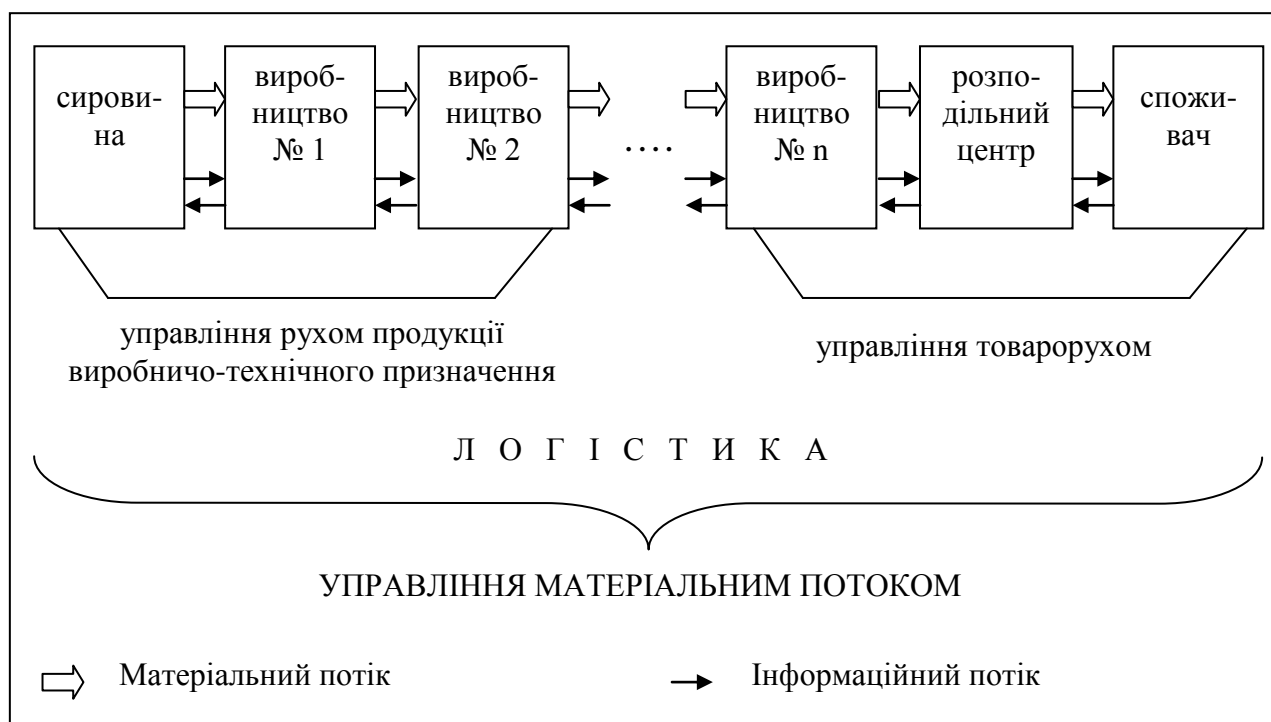 сирови-
на
вироб-
ництво
№ 1
вироб-
ництво
№ 2
....
вироб-
ництво
№ n
розпо-
дільний
центр
спожи-
вач
управління рухом продукції
виробничо-технічного призначення
управління товарорухом
Л О Г І С Т И К А
УПРАВЛІННЯ МАТЕРІАЛЬНИМ ПОТОКОМ
Матеріальний потік
Інформаційний потік